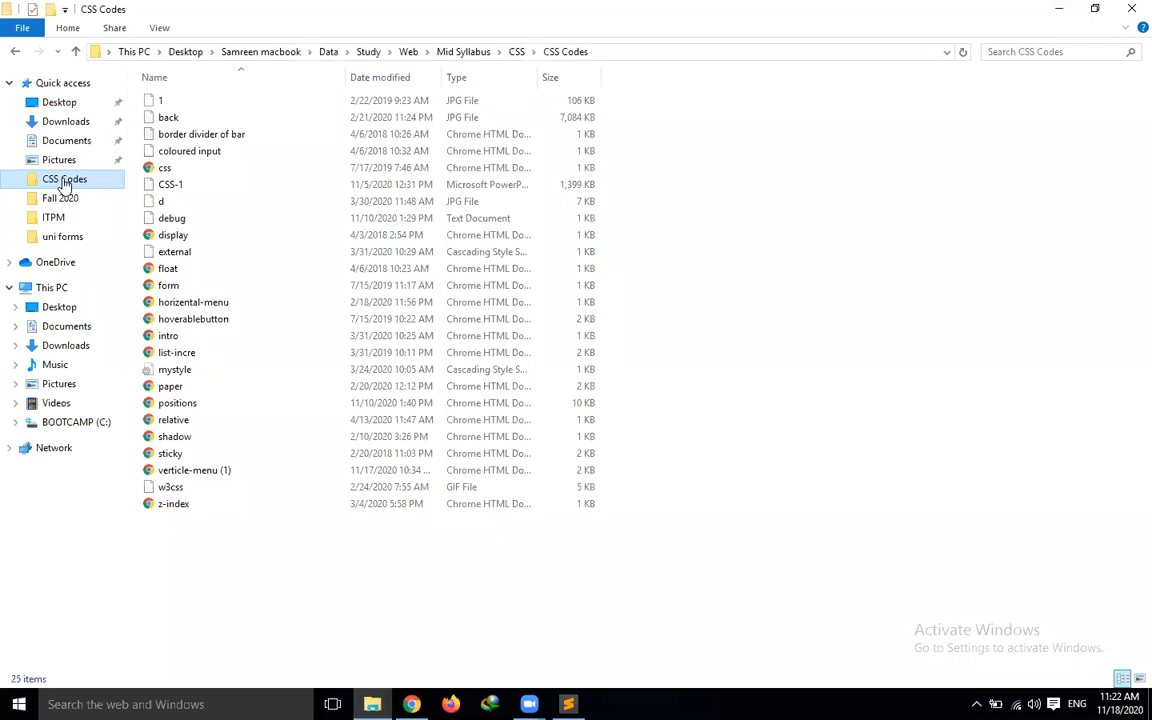 CSS Codes
File Home Share View
This PC Desktop Samreen macbook Data Study Web Mid Syllabus CSS CSS Codes
Search CSS Codes
Name Date modified Type Size
Quick access
Desktop
Downloads
Documents
Pictures
CSS Codes
Fall 2020
ITPM
uni forms
OneDrive
This PC
Desktop
Documents
Downloads
Music
Pictures
Videos
BOOTCAMP (C:)
Network
1 2/22/2019 9:23 AM JPG File 106 KB
back 2/21/2020 11:24 PM JPG File 7,084 KB
border divider of bar 4/6/2018 10:26 AM Chrome HTML Do... 1 KB
coloured input 4/6/2018 10:32 AM Chrome HTML Do... 1 KB
css 7/17/2019 7:46 AM Chrome HTML Do... 1 KB
CSS-1 11/5/2020 12:31 PM Microsoft PowerP... 1,399 KB
d 3/30/2020 11:48 AM JPG File 7 KB
debug 11/10/2020 1:29 PM Text Document 1 KB
display 4/3/2018 2:54 PM Chrome HTML Do... 1 KB
external 3/31/2020 10:29 AM Cascading Style S... 1 KB
float 4/6/2018 10:23 AM Chrome HTML Do... 1 KB
form 7/15/2019 11:17 AM Chrome HTML Do... 1 KB
horizental-menu 2/18/2020 11:56 PM Chrome HTML Do... 1 KB
hoverablebutton 7/15/2019 10:22 AM Chrome HTML Do... 2 KB
intro 3/31/2020 10:25 AM Chrome HTML Do... 1 KB
list-incre 3/31/2019 10:11 PM Chrome HTML Do... 2 KB
mystyle 3/24/2020 10:05 AM Cascading Style S... 1 KB
paper 2/20/2020 12:12 PM Chrome HTML Do... 2 KB
positions 11/10/2020 1:40 PM Chrome HTML Do... 10 KB
relative 4/13/2020 11:47 AM Chrome HTML Do... 1 KB
shadow 2/10/2020 3:26 PM Chrome HTML Do... 1 KB
sticky 2/20/2018 11:03 PM Chrome HTML Do... 2 KB
verticle-menu (1) 11/17/2020 10:34 ... Chrome HTML Do... 2 KB
w3css 2/24/2020 7:55 AM GIF File 5 KB
z-index 3/4/2020 5:58 PM Chrome HTML Do... 1 KB
Activate Windows
Go to Settings to activate Windows.
25 items
Search the web and Windows
ENG
11:22 AM
11/18/2020